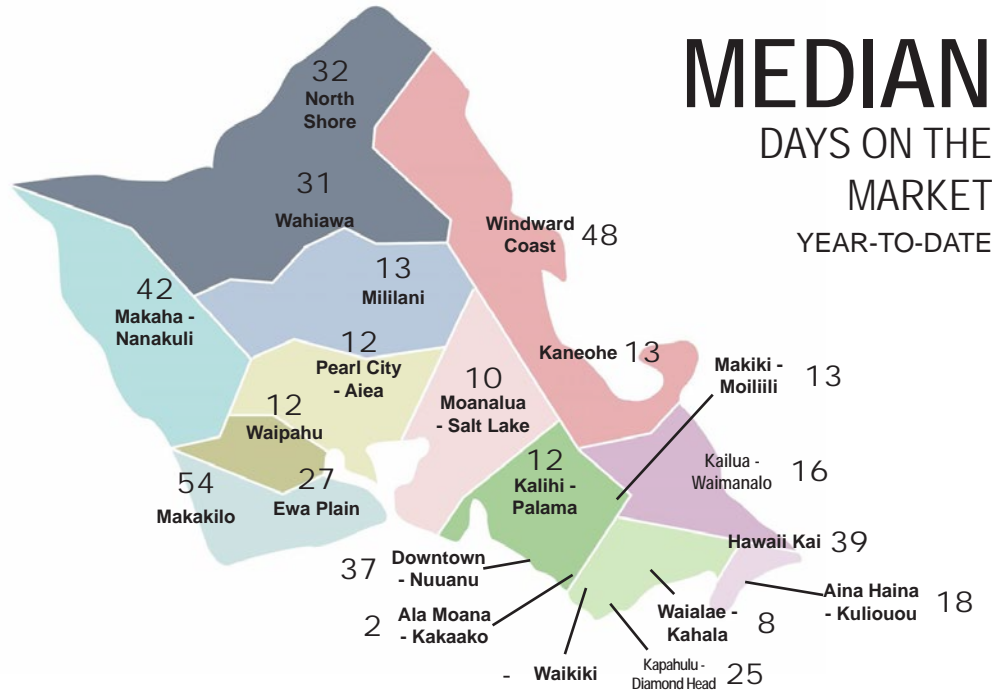 MEDIAN
DAYS ON THE
MARKET
YEAR-TO-DATE
32
North
Shore
31
Wahiawa
Windward
Coast 48
42
Makaha -
Nanakuli
13
Mililani
12
Pearl City
- Aiea
Kaneohe 13
Makiki -
Moiliili 13
10
Moanalua
- Salt Lake
12
Waipahu
12
Kalihi -
Palama
Kailua -
Waimanalo 16
54
Makakilo
27
Ewa Plain
Hawaii Kai 39
37 Downtown
- Nuuanu
Aina Haina
- Kuliouou 18
2 Ala Moana
- Kakaako
Waialae -
Kahala 8
- Waikiki
Kapahulu -
Diamond Head 25